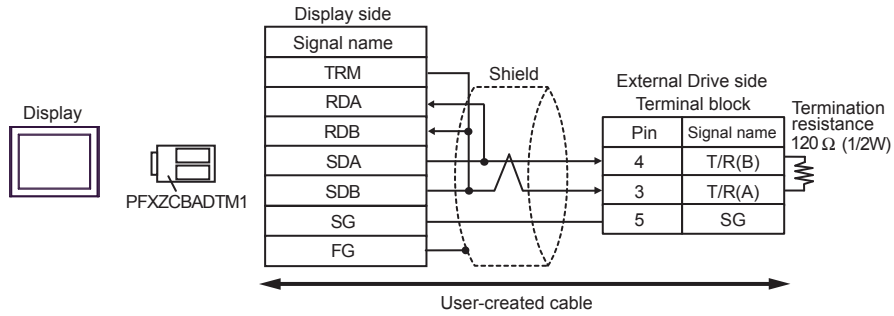 Display side
Signal name
TRM
RDA
RDB
SDA
SDB
SG
FG
Shield
External Drive side
Terminal block
Pin Signal name
4 T/R(B)
3 T/R(A)
5 SG
Termination
resistance
120 Ω (1/2W)
Display
PFXZCBADTM1
User-created cable